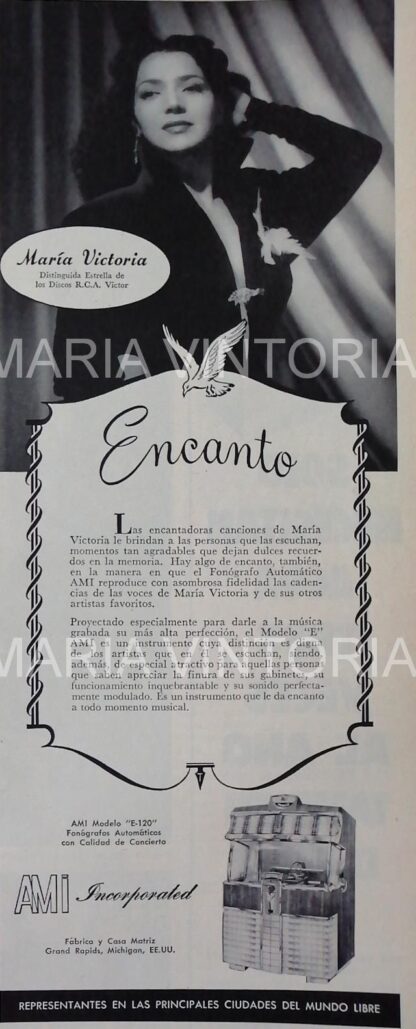 María Victoria
Distinguida Estrella de
los Discos R.C.A. Víctor
MARIA VINTORIA
Encanto
Las encantadoras canciones de María
Victoria le brindan a las personas que las escuchan,
momentos tan agradables que dejan dulces recuer-
dos en la memoria. Hay algo de encanto, también,
en la manera en que el Fonógrafo Automático
AMI reproduce con asombrosa fidelidad las caden-
cias de las voces de María Victoria y de sus otros
artistas favoritos.
Proyectado especialmente para darle a la música
grabada su más alta perfección, el Modelo "E"
AMI es un instrumento cuya distinción es digna
de los artistas que en él se escuchan, siendo
además de especial atractivo para aquellas personas
que saben apreciar la finura de sus gabinetes, su
funcionamiento inquebrantable y su sonido perfecta-
mente modulado. Es un instrumento que le da encanto
a todo momento musical.
MARIA VINTORIA
AMI Modelo "E-120"
Fonógrafos Automáticos
con Calidad de Concierto
AMI Incorporated
Fábrica y Casa Matriz
Grand Rapids, Michigan, EE.UU.
REPRESENTANTES EN LAS PRINCIPALES CIUDADES DEL MUNDO LIBRE